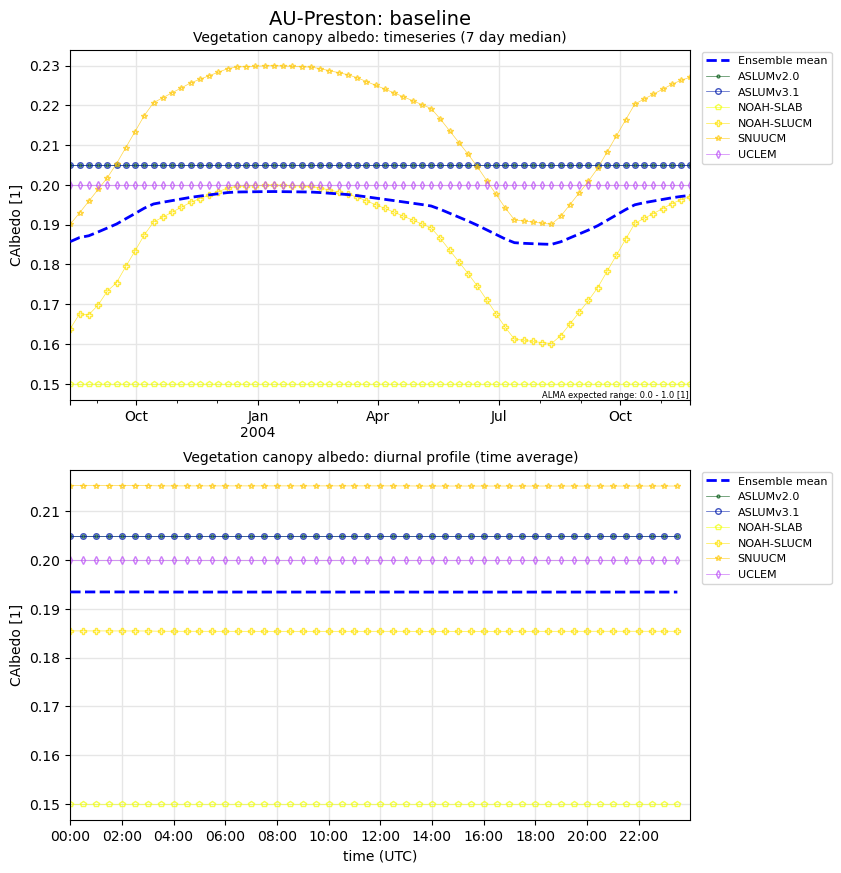 AU-Preston: baseline
Vegetation canopy albedo: timeseries (7 day median)
CAlbedo [1]
0.23
0.22
0.21
0.20
0.19
0.18
0.17
0.16
0.15
Oct
Jan
2004
Apr
Jul
Oct
ALMA expected range: 0.0 - 1.0 [1]
Ensemble mean
ASLUMv2.0
ASLUMv3.1
NOAH-SLAB
NOAH-SLUCM
SNUUCM
UCLEM
Vegetation canopy albedo: diurnal profile (time average)
CAlbedo [1]
0.21
0.20
0.19
0.18
0.17
0.16
0.15
00:00 02:00 04:00 06:00 08:00 10:00 12:00 14:00 16:00 18:00 20:00 22:00
time (UTC)
Ensemble mean
ASLUMv2.0
ASLUMv3.1
NOAH-SLAB
NOAH-SLUCM
SNUUCM
UCLEM